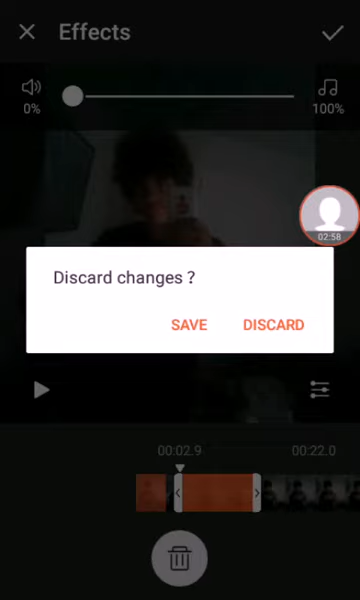 Effects
0%
100%
02:58
Discard changes ?
SAVE
DISCARD
00:02.9
00:22.0